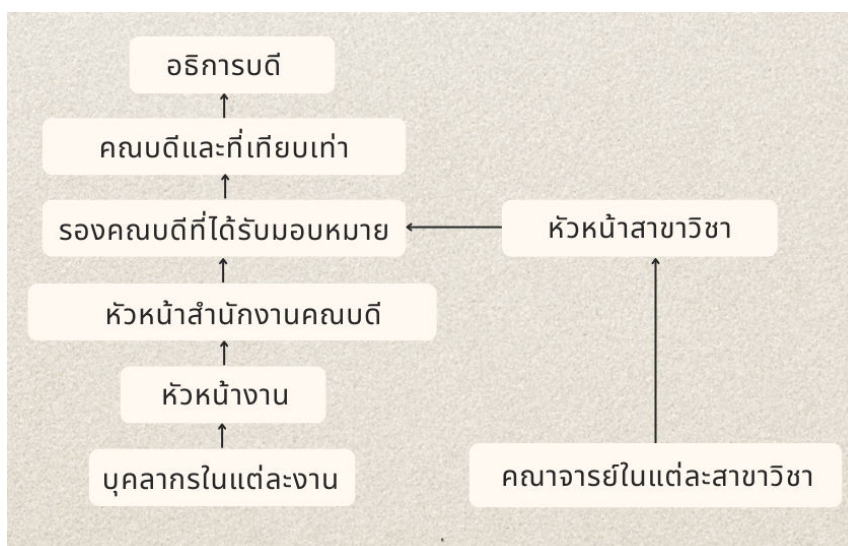 อธิการบดี
คณบดีและที่เทียบเท่า
รองคณบดีที่ได้รับมอบหมาย
หัวหน้าสาขาวิชา
หัวหน้าสำนักงานคณบดี
หัวหน้างาน
บุคลากรในแต่ละงาน
คณาจารย์ในแต่ละสาขาวิชา